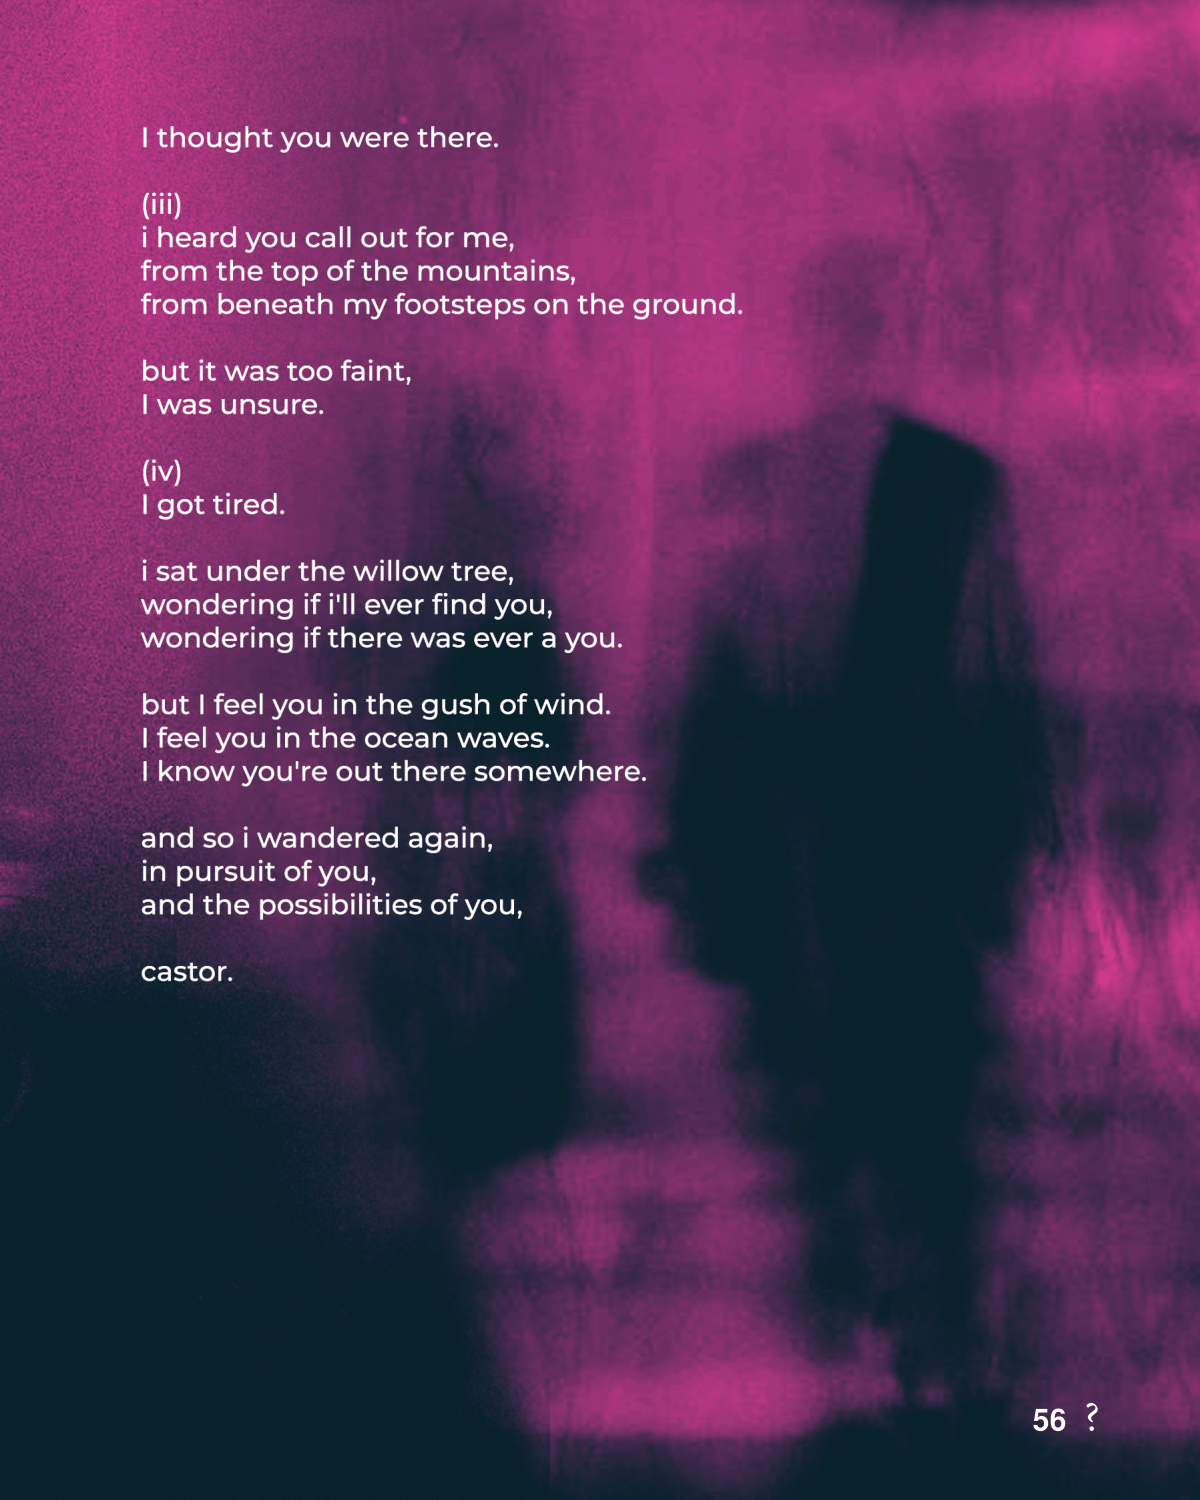 I thought you were there.
(iii)
i heard you call out for me,
from the top of the mountains,
from beneath my footsteps on the ground.
but it was too faint,
I was unsure.
(iv)
I got tired.
i sat under the willow tree,
wondering if i'll ever find you,
wondering if there was ever a you.
but I feel you in the gush of wind.
I feel you in the ocean waves.
I know you're out there somewhere.
and so i wandered again,
in pursuit of you,
and the possibilities of you,
castor.
56 ?